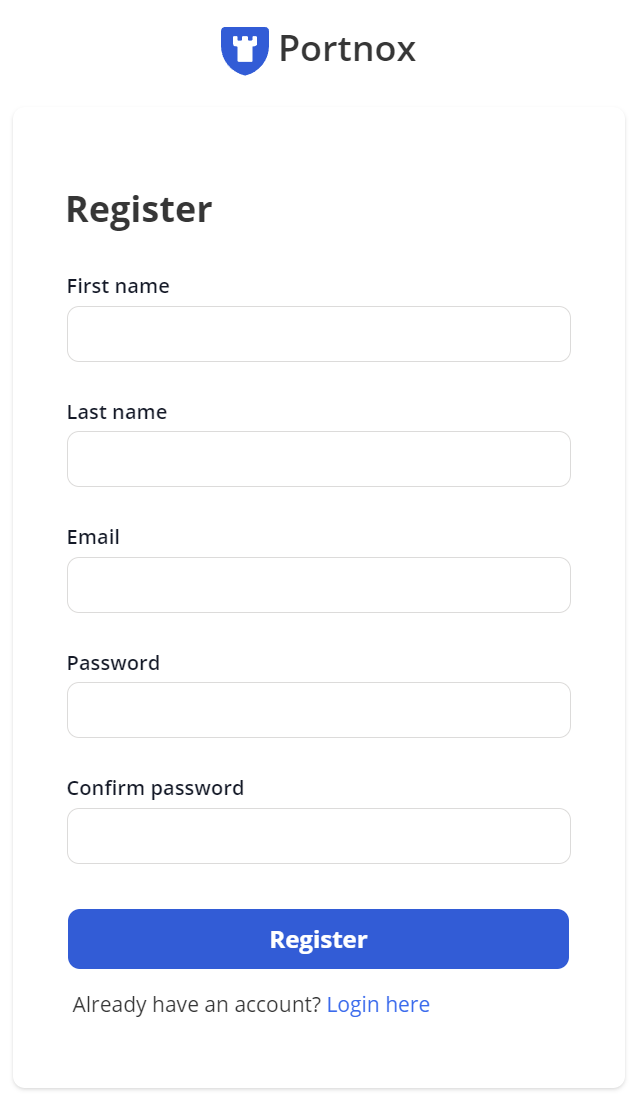 Portnox
Register
First name
Last name
Email
Password
Confirm password
Register
Already have an account? Login here